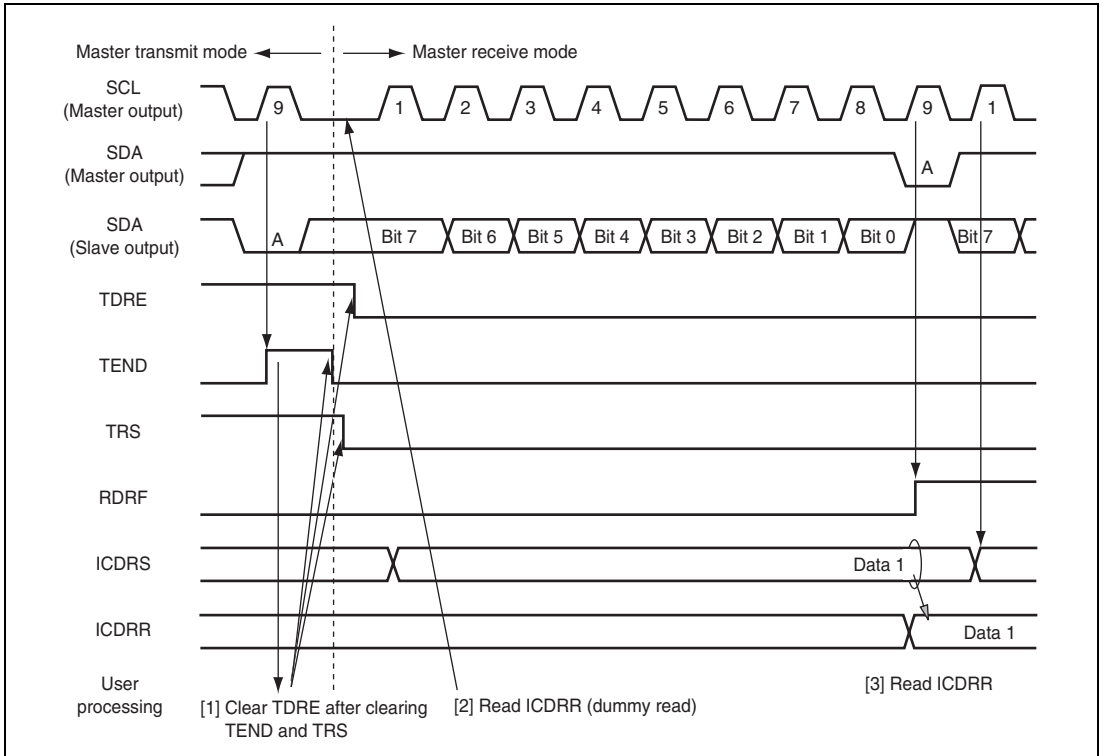 Master transmit mode
Master receive mode
SCL
(Master output)
9
1
2
3
4
5
6
7
8
9
1
SDA
(Master output)
A
SDA
(Slave output)
A
Bit 7
Bit 6
Bit 5
Bit 4
Bit 3
Bit 2
Bit 1
Bit 0
Bit 7
TDRE
TEND
TRS
RDRF
ICDRS
Data 1
ICDRR
Data 1
User
processing
[1] Clear TDRE after clearing
TEND and TRS
[2] Read ICDRR (dummy read)
[3] Read ICDRR